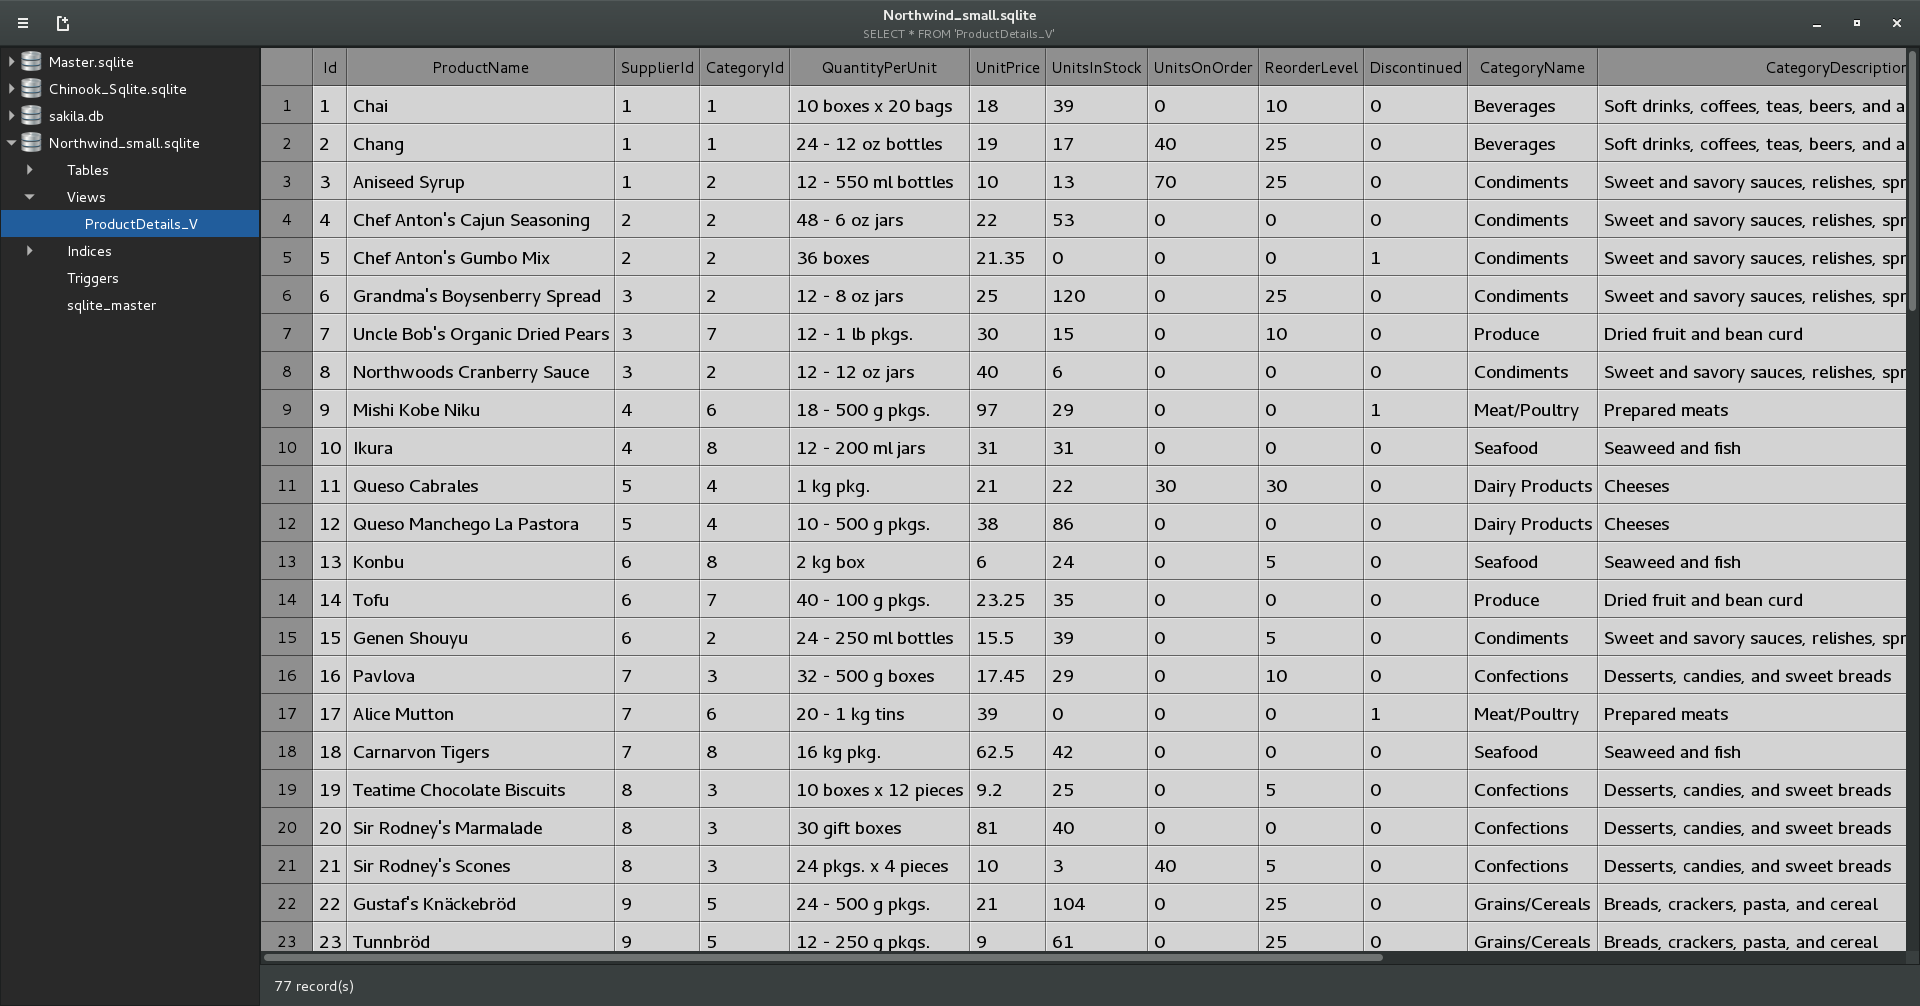 Northwind_small.sqlite
SELECT * FROM 'ProductDetails_V'
Master.sqlite
Chinook_Sqlite.sqlite
sakila.db
Northwind_small.sqlite
Tables
Views
ProductDetails_V
Indices
Triggers
sqlite_master
Id ProductName SupplierId CategoryId QuantityPerUnit UnitPrice UnitsInStock UnitsOnOrder ReorderLevel Discontinued CategoryName CategoryDescription
1 1 Chai 1 1 10 boxes x 20 bags 18 39 0 10 0 Beverages Soft drinks, coffees, teas, beers, and a
2 2 Chang 1 1 24 - 12 oz bottles 19 17 40 25 0 Beverages Soft drinks, coffees, teas, beers, and a
3 3 Aniseed Syrup 1 2 12 - 550 ml bottles 10 13 70 25 0 Condiments Sweet and savory sauces, relishes, spr
4 4 Chef Anton's Cajun Seasoning 2 2 48 - 6 oz jars 22 53 0 0 0 Condiments Sweet and savory sauces, relishes, spr
5 5 Chef Anton's Gumbo Mix 2 2 36 boxes 21.35 0 0 0 1 Condiments Sweet and savory sauces, relishes, spr
6 6 Grandma's Boysenberry Spread 3 2 12 - 8 oz jars 25 120 0 25 0 Condiments Sweet and savory sauces, relishes, spr
7 7 Uncle Bob's Organic Dried Pears 3 7 12 - 1 lb pkgs. 30 15 0 10 0 Produce Dried fruit and bean curd
8 8 Northwoods Cranberry Sauce 3 2 12 - 12 oz jars 40 6 0 0 0 Condiments Sweet and savory sauces, relishes, spr
9 9 Mishi Kobe Niku 4 6 18 - 500 g pkgs. 97 29 0 0 1 Meat/Poultry Prepared meats
10 10 Ikura 4 8 12 - 200 ml jars 31 31 0 0 0 Seafood Seaweed and fish
11 11 Queso Cabrales 5 4 1 kg pkg. 21 22 30 30 0 Dairy Products Cheeses
12 12 Queso Manchego La Pastora 5 4 10 - 500 g pkgs. 38 86 0 0 0 Dairy Products Cheeses
13 13 Konbu 6 8 2 kg box 6 24 0 5 0 Seafood Seaweed and fish
14 14 Tofu 6 7 40 - 100 g pkgs. 23.25 35 0 0 0 Produce Dried fruit and bean curd
15 15 Genen Shouyu 6 2 24 - 250 ml bottles 15.5 39 0 5 0 Condiments Sweet and savory sauces, relishes, spr
16 16 Pavlova 7 3 32 - 500 g boxes 17.45 29 0 10 0 Confections Desserts, candies, and sweet breads
17 17 Alice Mutton 7 6 20 - 1 kg tins 39 0 0 0 1 Meat/Poultry Prepared meats
18 18 Carnarvon Tigers 7 8 16 kg pkg. 62.5 42 0 0 0 Seafood Seaweed and fish
19 19 Teatime Chocolate Biscuits 8 3 10 boxes x 12 pieces 9.2 25 0 5 0 Confections Desserts, candies, and sweet breads
20 20 Sir Rodney's Marmalade 8 3 30 gift boxes 81 40 0 0 0 Confections Desserts, candies, and sweet breads
21 21 Sir Rodney's Scones 8 3 24 pkgs. x 4 pieces 10 3 40 5 0 Confections Desserts, candies, and sweet breads
22 22 Gustaf's Knäckebröd 9 5 24 - 500 g pkgs. 21 104 0 25 0 Grains/Cereals Breads, crackers, pasta, and cereal
23 23 Tunnbröd 9 5 12 - 250 g pkgs. 9 61 0 25 0 Grains/Cereals Breads, crackers, pasta, and cereal
77 record(s)